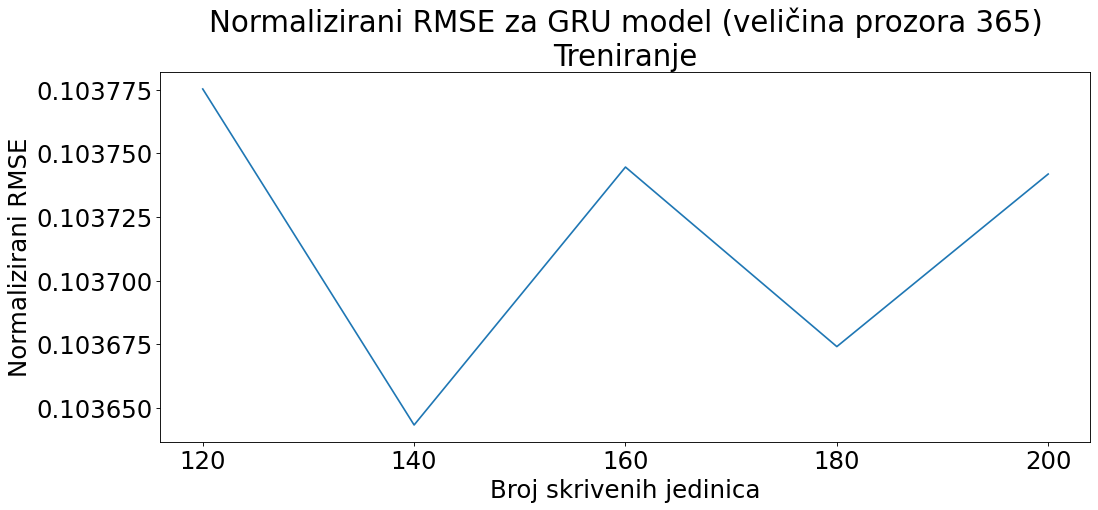 Normalizirani RMSE za GRU model (veličina prozora 365)
Treniranje
Normalizirani RMSE
0.103775
0.103750
0.103725
0.103700
0.103675
0.103650
120 140 160 180 200
Broj skrivenih jedinica